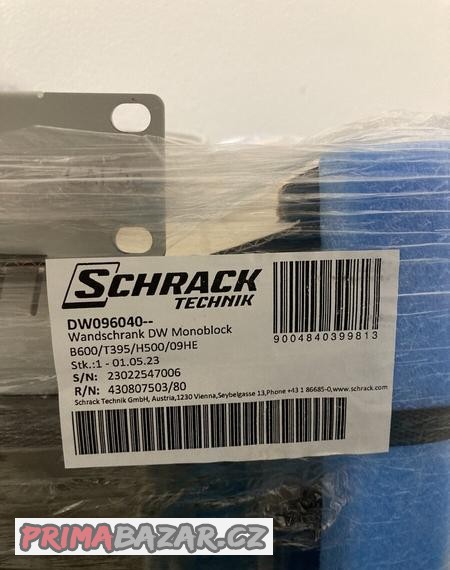 SCHRACK
TECHNIK
DW096040--
Wandschrank DW Monoblock
B600/T395/H500/09HE
Stk.:1 - 01.05.23
S/N: 23022547006
R/N: 430807503/80
Schrack Technik GmbH, Austria,1230 Vienna,Seybelgasse 13,Phone +43 1 86685-0,www.schrack.com
9004840399813
PRIMABAZAR.CZ